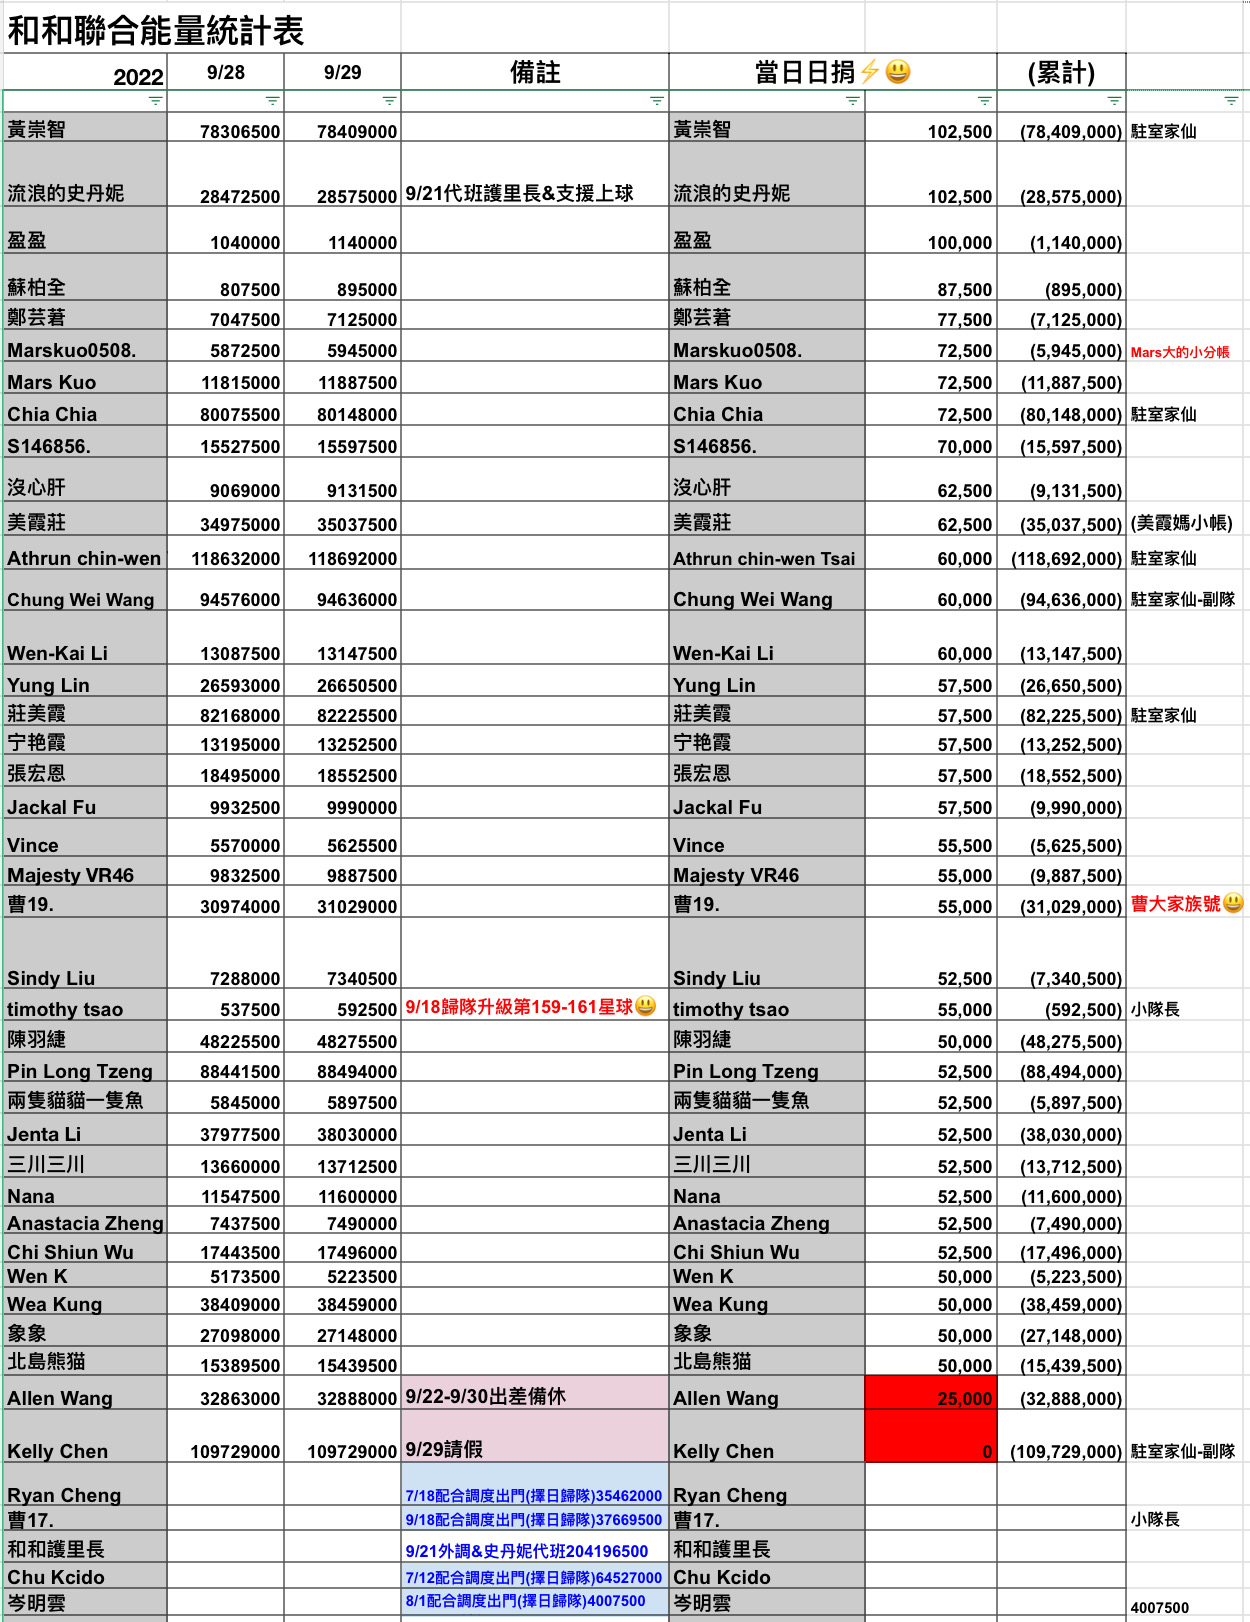 和和聯合能量統計表
2022 9/28 9/29 備註 當日日捐⚡😃 (累計)
黃崇智 78306500 78409000 黃崇智 102,500 (78,409,000) 駐室家仙
流浪的史丹妮 28472500 28575000 9/21代班護里長&支援上球 流浪的史丹妮 102,500 (28,575,000)
盈盈 1040000 1140000 盈盈 100,000 (1,140,000)
蘇柏全 807500 895000 蘇柏全 87,500 (895,000)
鄭芸莙 7047500 7125000 鄭芸莙 77,500 (7,125,000)
Marskuo0508. 5872500 5945000 Marskuo0508. 72,500 (5,945,000) Mars大的小分帳
Mars Kuo 11815000 11887500 Mars Kuo 72,500 (11,887,500)
Chia Chia 80075500 80148000 Chia Chia 72,500 (80,148,000) 駐室家仙
S146856. 15527500 15597500 S146856. 70,000 (15,597,500)
沒心肝 9069000 9131500 沒心肝 62,500 (9,131,500)
美霞莊 34975000 35037500 美霞莊 62,500 (35,037,500) (美霞媽小帳)
Athrun chin-wen 118632000 118692000 Athrun chin-wen Tsai 60,000 (118,692,000) 駐室家仙
Chung Wei Wang 94576000 94636000 Chung Wei Wang 60,000 (94,636,000) 駐室家仙-副隊
Wen-Kai Li 13087500 13147500 Wen-Kai Li 60,000 (13,147,500)
Yung Lin 26593000 26650500 Yung Lin 57,500 (26,650,500)
莊美霞 82168000 82225500 莊美霞 57,500 (82,225,500) 駐室家仙
宁艳霞 13195000 13252500 宁艳霞 57,500 (13,252,500)
張宏恩 18495000 18552500 張宏恩 57,500 (18,552,500)
Jackal Fu 9932500 9990000 Jackal Fu 57,500 (9,990,000)
Vince 5570000 5625500 Vince 55,500 (5,625,500)
Majesty VR46 9832500 9887500 Majesty VR46 55,000 (9,887,500)
曹19. 30974000 31029000 曹19. 55,000 (31,029,000) 曹大家族號😃
Sindy Liu 7288000 7340500 Sindy Liu 52,500 (7,340,500)
timothy tsao 537500 592500 9/18歸隊升級第159-161星球😃 timothy tsao 55,000 (592,500) 小隊長
陳羽緁 48225500 48275500 陳羽緁 50,000 (48,275,500)
Pin Long Tzeng 88441500 88494000 Pin Long Tzeng 52,500 (88,494,000)
兩隻貓貓一隻魚 5845000 5897500 兩隻貓貓一隻魚 52,500 (5,897,500)
Jenta Li 37977500 38030000 Jenta Li 52,500 (38,030,000)
三川三川 13660000 13712500 三川三川 52,500 (13,712,500)
Nana 11547500 11600000 Nana 52,500 (11,600,000)
Anastacia Zheng 7437500 7490000 Anastacia Zheng 52,500 (7,490,000)
Chi Shiun Wu 17443500 17496000 Chi Shiun Wu 52,500 (17,496,000)
Wen K 5173500 5223500 Wen K 50,000 (5,223,500)
Wea Kung 38409000 38459000 Wea Kung 50,000 (38,459,000)
象象 27098000 27148000 象象 50,000 (27,148,000)
北島熊猫 15389500 15439500 北島熊猫 50,000 (15,439,500)
Allen Wang 32863000 32888000 9/22-9/30出差備休 Allen Wang 25,000 (32,888,000)
Kelly Chen 109729000 109729000 9/29請假 Kelly Chen 0 (109,729,000) 駐室家仙-副隊
Ryan Cheng 7/18配合調度出門(擇日歸隊)35462000 Ryan Cheng
曹17. 9/18配合調度出門(擇日歸隊)37669500 曹17. 小隊長
和和護里長 9/21外調&史丹妮代班204196500 和和護里長
Chu Kcido 7/12配合調度出門(擇日歸隊)64527000 Chu Kcido
岑明雲 8/1配合調度出門(擇日歸隊)4007500 岑明雲 4007500